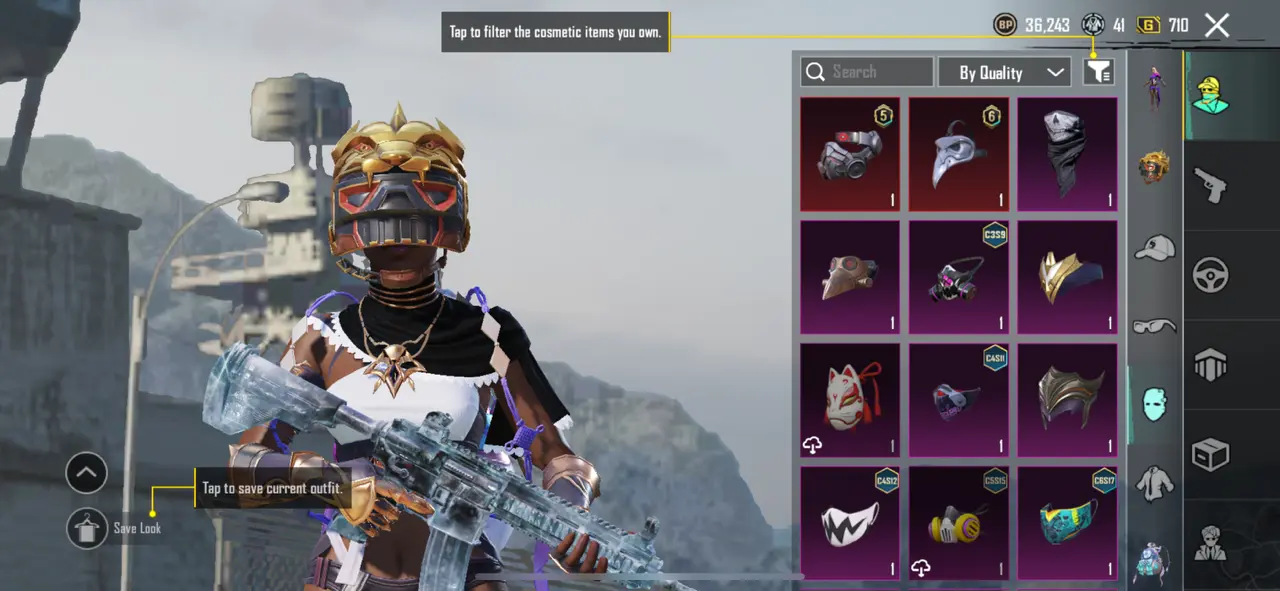 Tap to filter the cosmetic items you own.
BP 36,243 41 G 710
Search
By Quality
5
6
1
1
1
C3S9
1
1
1
C4S11
1
1
1
C4S12
C5S15
C6S17
1
1
1
Tap to save current outfit.
Save Look